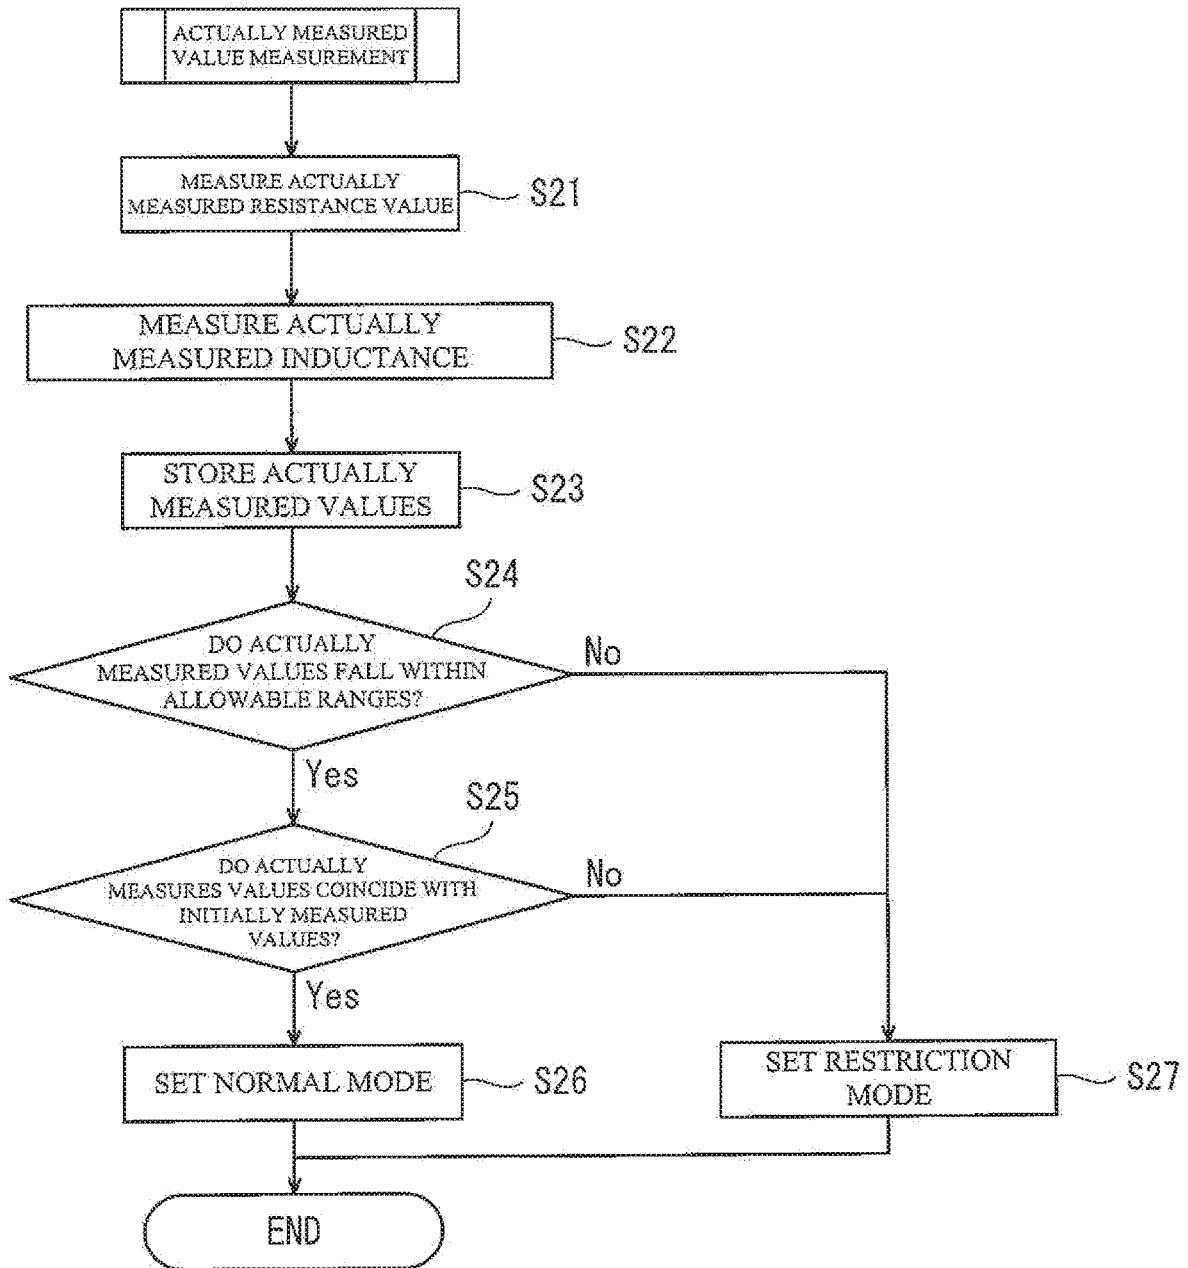 ACTUALLY MEASURED
VALUE MEASUREMENT
MEASURE ACTUALLY
MEASURED RESISTANCE VALUE
S21
MEASURE ACTUALLY
MEASURED INDUCTANCE
S22
STORE ACTUALLY
MEASURED VALUES
S23
S24
DO ACTUALLY
MEASURED VALUES FALL WITHIN
ALLOWABLE RANGES?
No
Yes
S25
DO ACTUALLY
MEASURES VALUES COINCIDE WITH
INITIALLY MEASURED
VALUES?
No
Yes
SET NORMAL MODE
S26
SET RESTRICTION
MODE
S27
END